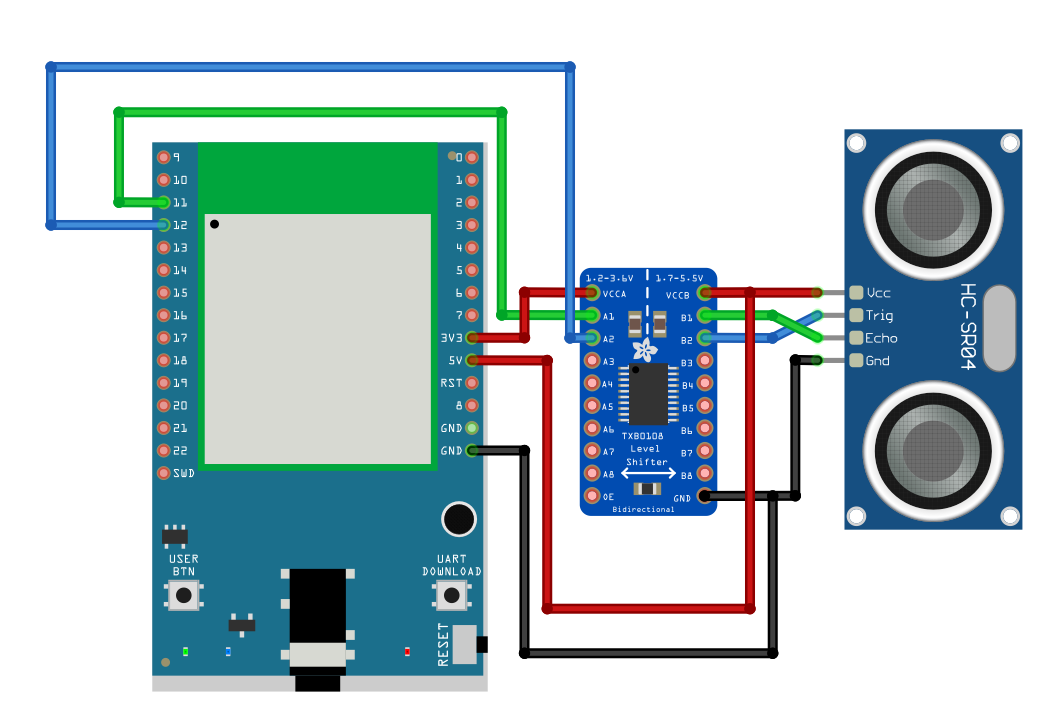 9
10
11
12
13
14
15
16
17
18
19
20
21
22
SWD
0
1
2
3
4
5
6
7
3V3
5V
RST
8
GND
GND
USER
BTN
UART
DOWNLOAD
RESET
1.2-3.6V 1.7-5.5V
VCCA VCCB
A1 B1
A2 B2
A3 B3
A4 B4
A5 B5
A6 B6
A7 B7
A8 B8
OE GND
TXB0108
Level
Shifter
Bidirectional
Vcc
Trig
Echo
Gnd
HC-SR04